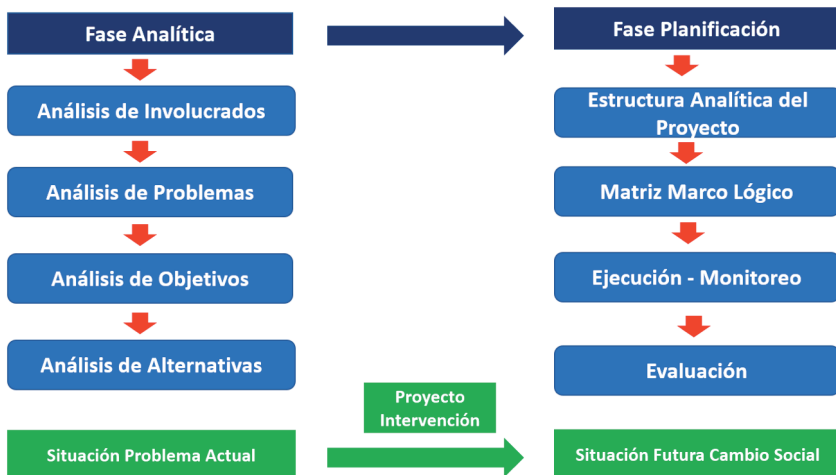 Fase Analítica
Análisis de Involucrados
Análisis de Problemas
Análisis de Objetivos
Análisis de Alternativas
Situación Problema Actual
Proyecto
Intervención
Fase Planificación
Estructura Analítica del
Proyecto
Matriz Marco Lógico
Ejecución - Monitoreo
Evaluación
Situación Futura Cambio Social